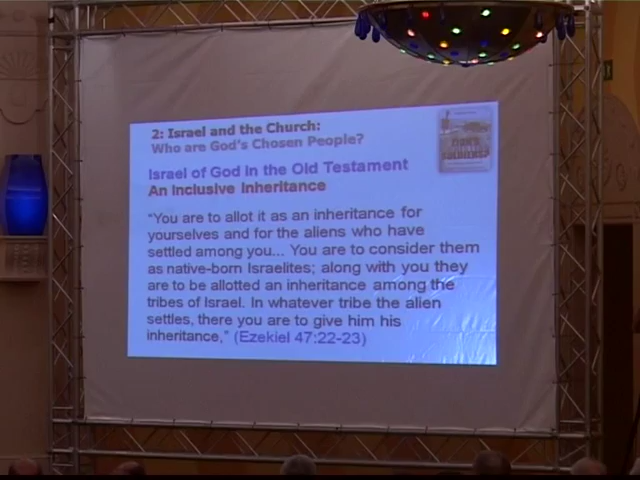 2: Israel and the Church:
Who are God's Chosen People?
Israel of God in the Old Testament
An Inclusive Inheritance
"You are to allot it as an inheritance for
yourselves and for the aliens who have
settled among you... You are to consider them
as native-born Israelites; along with you they
are to be allotted an inheritance among the
tribes of Israel. In whatever tribe the alien
settles, there you are to give him his
inheritance," (Ezekiel 47:22-23)
ZION'S
SOLDIERS?